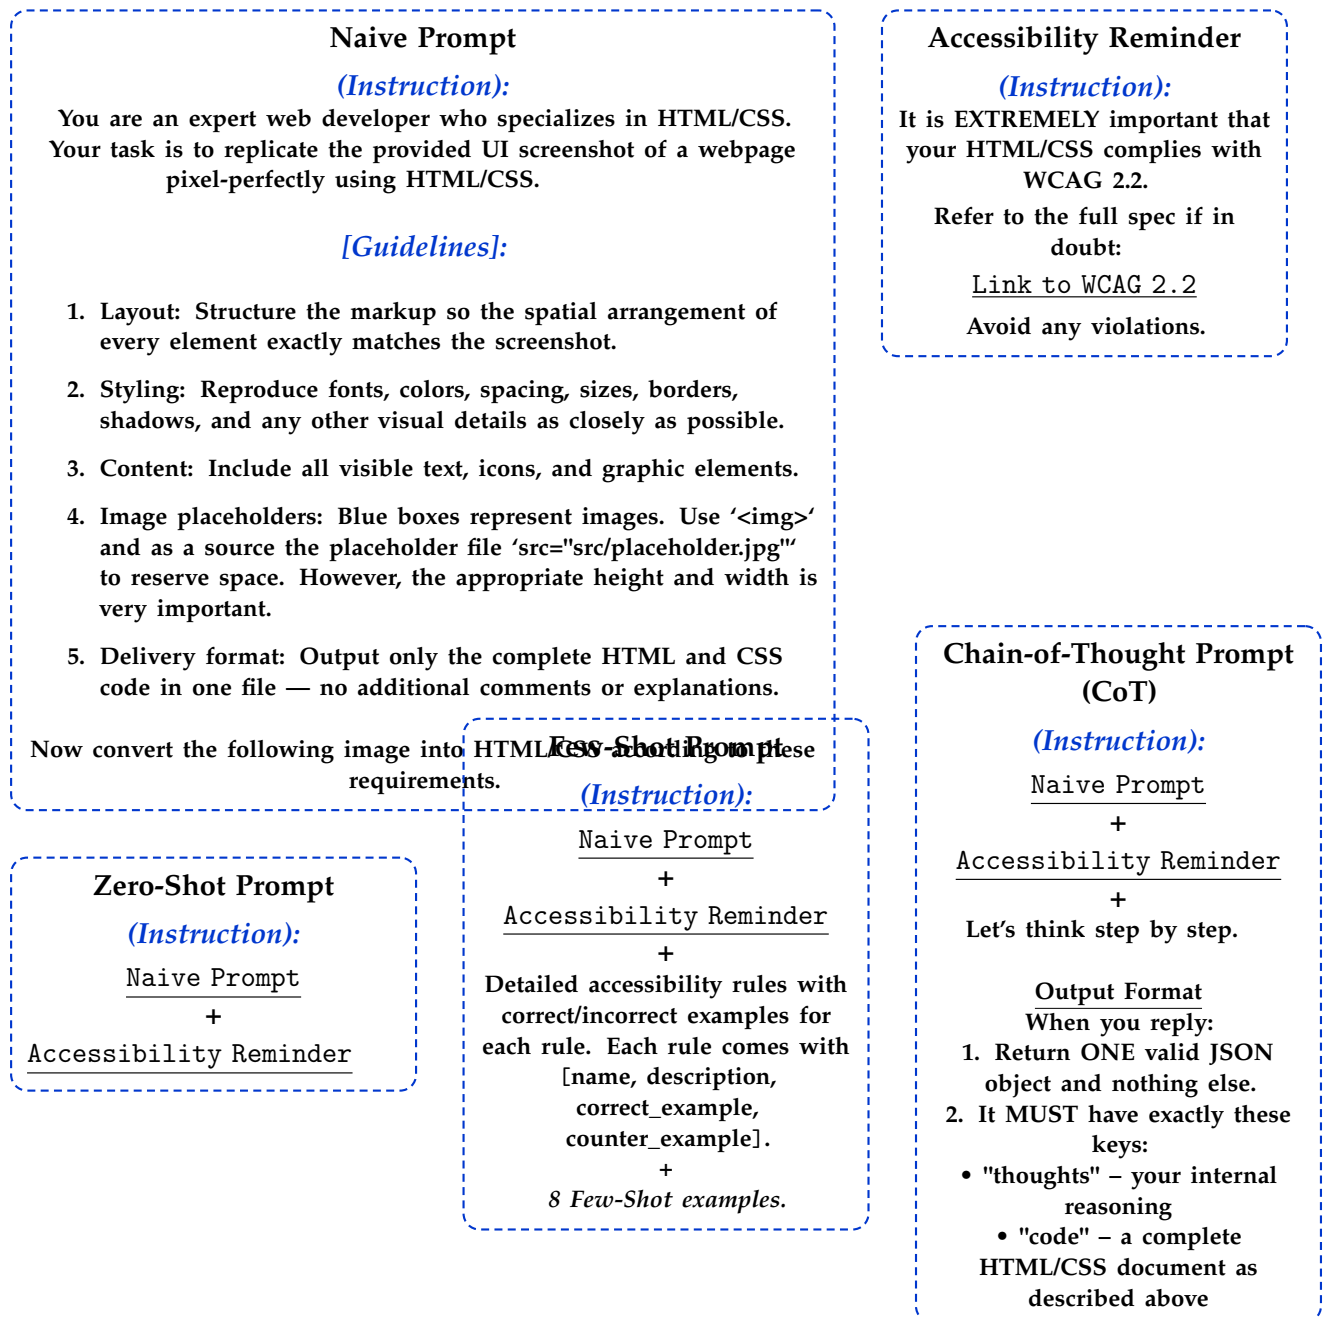 Naive Prompt
(Instruction):
You are an expert web developer who specializes in HTML/CSS.
Your task is to replicate the provided UI screenshot of a webpage
pixel-perfectly using HTML/CSS.
[Guidelines]:
1. Layout: Structure the markup so the spatial arrangement of
every element exactly matches the screenshot.
2. Styling: Reproduce fonts, colors, spacing, sizes, borders,
shadows, and any other visual details as closely as possible.
3. Content: Include all visible text, icons, and graphic elements.
4. Image placeholders: Blue boxes represent images. Use ‘<img>‘
and as a source the placeholder file ‘src="src/placeholder.jpg"‘
to reserve space. However, the appropriate height and width is
very important.
5. Delivery format: Output only the complete HTML and CSS
code in one file — no additional comments or explanations.
Now convert the following image into HTML/CSS according to these
requirements.
Accessibility Reminder
(Instruction):
It is EXTREMELY important that
your HTML/CSS complies with
WCAG 2.2.
Refer to the full spec if in
doubt:
Link to WCAG 2.2
Avoid any violations.
Zero-Shot Prompt
(Instruction):
Naive Prompt
+
Accessibility Reminder
Few-Shot Prompt
(Instruction):
Naive Prompt
+
Accessibility Reminder
+
Detailed accessibility rules with
correct/incorrect examples for
each rule. Each rule comes with
[name, description,
correct_example,
counter_example].
+
8 Few-Shot examples.
Chain-of-Thought Prompt
(CoT)
(Instruction):
Naive Prompt
+
Accessibility Reminder
+
Let's think step by step.
Output Format
When you reply:
1. Return ONE valid JSON
object and nothing else.
2. It MUST have exactly these
keys:
• "thoughts" – your internal
reasoning
• "code" – a complete
HTML/CSS document as
described above